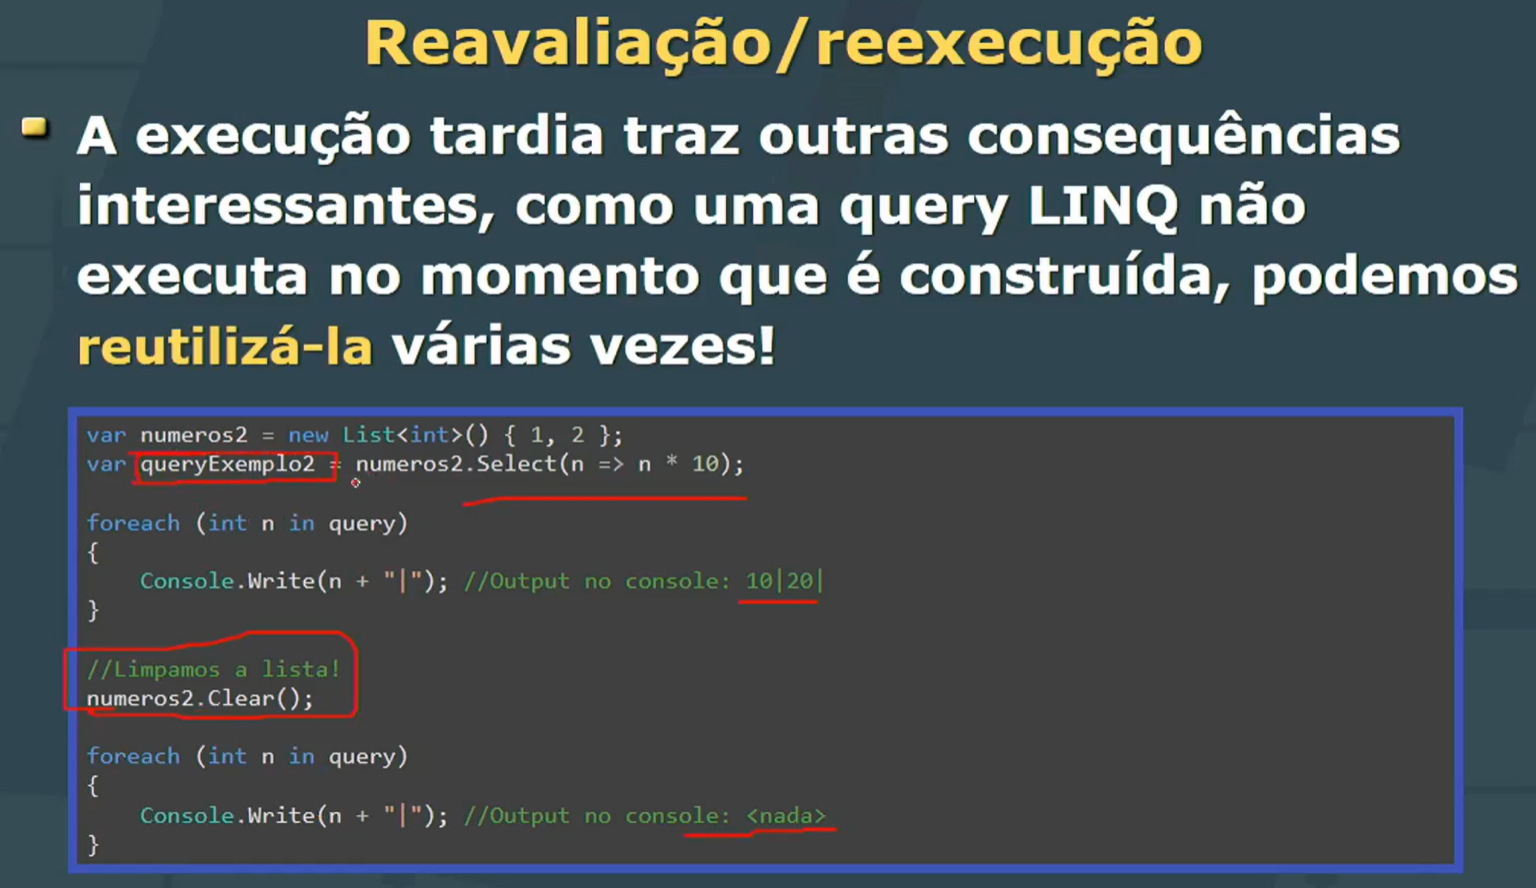 Reavaliação/reexecução
A execução tardia traz outras consequências
interessantes, como uma query LINQ não
executa no momento que é construída, podemos
reutilizá-la várias vezes!
var numeros2 = new List<int>() { 1, 2 };
var queryExemplo2 = numeros2.Select(n => n * 10);
foreach (int n in query)
{
Console.Write(n + "|"); //Output no console: 10|20|
}
//Limpamos a lista!
numeros2.Clear();
foreach (int n in query)
{
Console.Write(n + "|"); //Output no console: <nada>
}